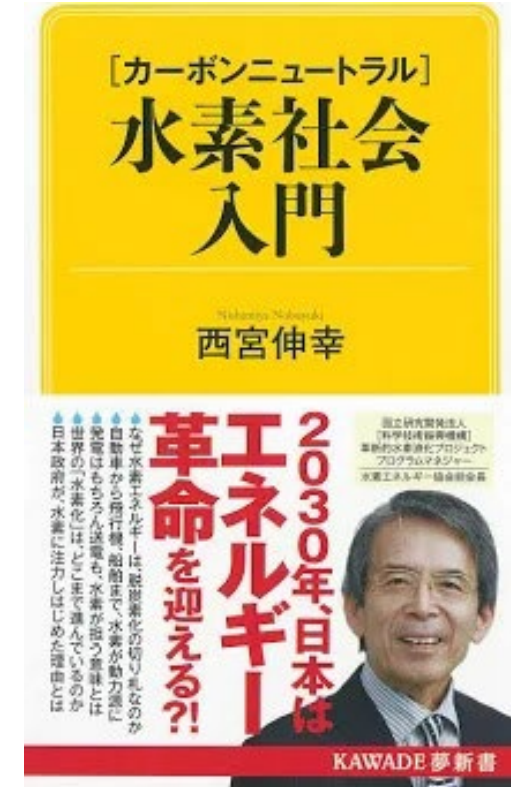 ［カーボンニュートラル］
水素社会
入門
Nishimiya Nobuyuki
西宮伸幸
国立研究開発法人
［科学技術振興機構］
革新的水素液化プロジェクト
プログラムマネジャー
水素エネルギー協会前会長
2030年、日本は
エネルギー
革命を迎える?!
なぜ水素エネルギーは、脱炭素化の切り札なのか
自動車から飛行機、船舶まで、水素が動力源に
発電はもちろん送電も、水素が担う意味とは
世界の「水素化」は、どこまで進んでいるのか
日本政府が、水素に注力しはじめた理由とは
KAWADE夢新書